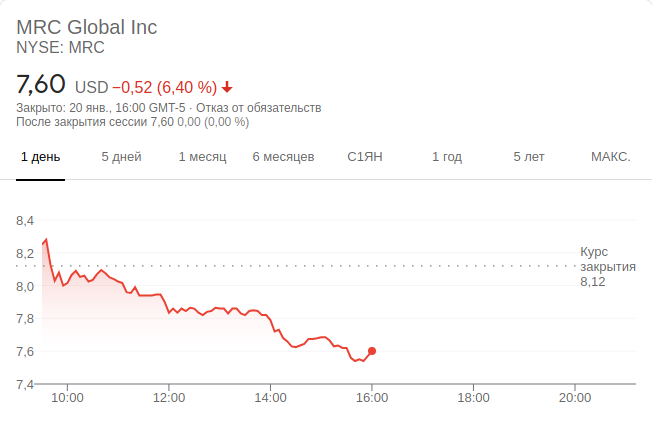 MRC Global Inc
NYSE: MRC
7,60 USD −0,52 (6,40 %)
Закрыто: 20 янв., 16:00 GMT-5 · Отказ от обязательств
После закрытия сессии 7,60 0,00 (0,00 %)
1 день 5 дней 1 месяц 6 месяцев С1ЯН 1 год 5 лет МАКС.
8,4
8,2
8,0
7,8
7,6
7,4
Курс
закрытия
8,12
10:00 12:00 14:00 16:00 18:00 20:00